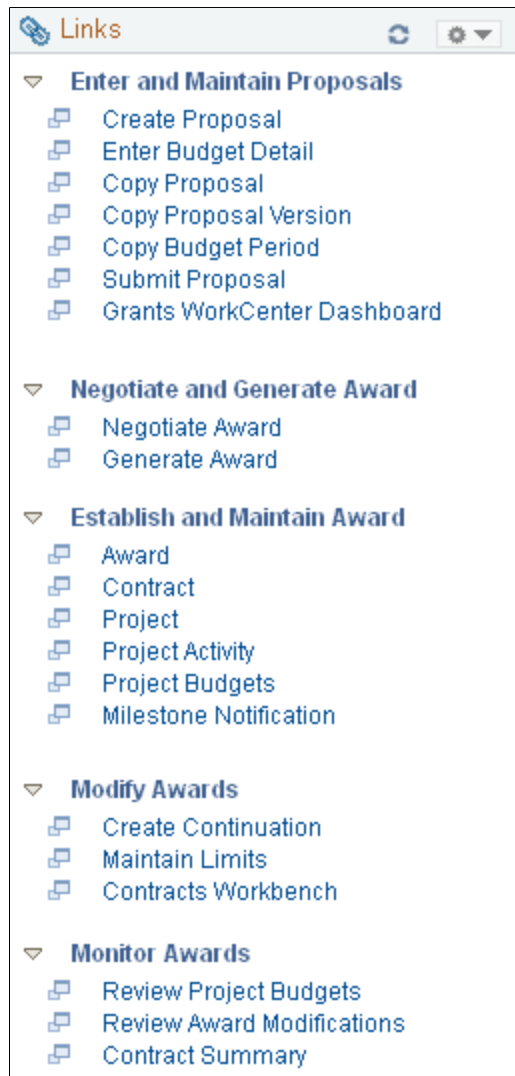 Links
Enter and Maintain Proposals
Create Proposal
Enter Budget Detail
Copy Proposal
Copy Proposal Version
Copy Budget Period
Submit Proposal
Grants WorkCenter Dashboard
Negotiate and Generate Award
Negotiate Award
Generate Award
Establish and Maintain Award
Award
Contract
Project
Project Activity
Project Budgets
Milestone Notification
Modify Awards
Create Continuation
Maintain Limits
Contracts Workbench
Monitor Awards
Review Project Budgets
Review Award Modifications
Contract Summary